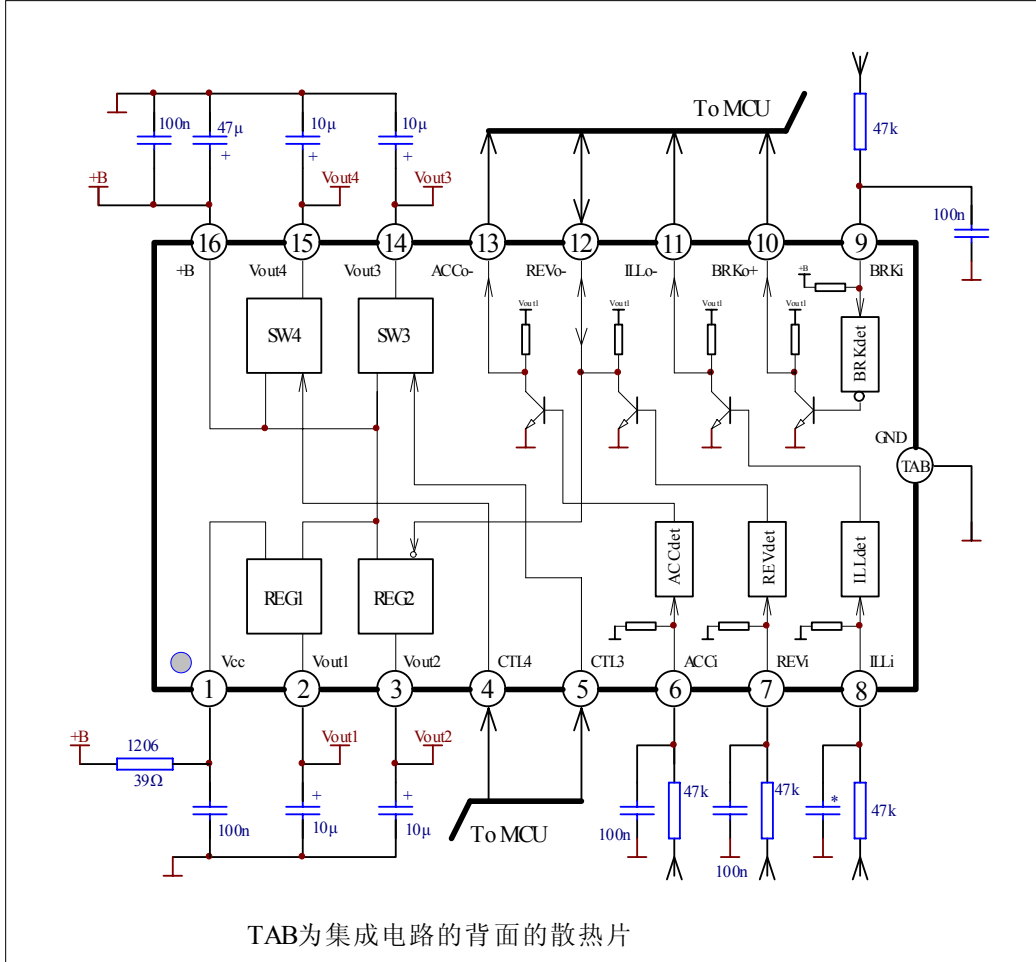 To MCU
47k
100n
47μ
+
10μ
+
10μ
+
+B
Vout4
Vout3
100n
16
15
14
13
12
11
10
9
+B
Vout4
Vout3
ACCo-
REVo-
ILLo-
BRKo+
BRKi
+B
Vout1
Vout1
Vout1
Vout1
SW4
SW3
BRKdet
GND
TAB
ACCdet
REVdet
ILLdet
REG1
REG2
Vcc
Vout1
Vout2
CTL4
CTL3
ACCi
REVi
ILLi
1
2
3
4
5
6
7
8
+B
1206
39Ω
Vout1
Vout2
100n
+
10μ
+
10μ
To MCU
100n
47k
100n
47k
*
47k
TAB为集成电路的背面的散热片